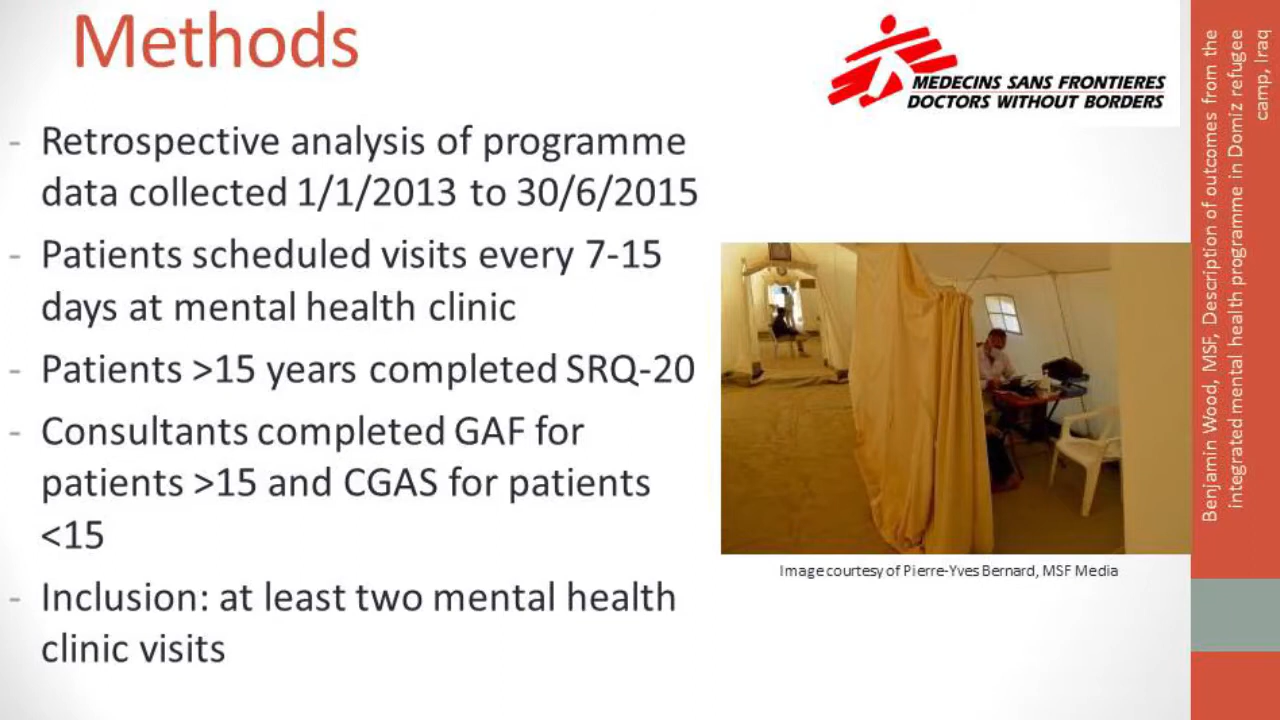 Methods
MEDECINS SANS FRONTIERES
DOCTORS WITHOUT BORDERS
- Retrospective analysis of programme
data collected 1/1/2013 to 30/6/2015
- Patients scheduled visits every 7-15
days at mental health clinic
- Patients >15 years completed SRQ-20
- Consultants completed GAF for
patients >15 and CGAS for patients
<15
- Inclusion: at least two mental health
clinic visits
Image courtesy of Pierre-Yves Bernard, MSF Media
Benjamin Wood, MSF, Description of outcomes from the
integrated mental health programme in Domiz refugee
camp, Iraq